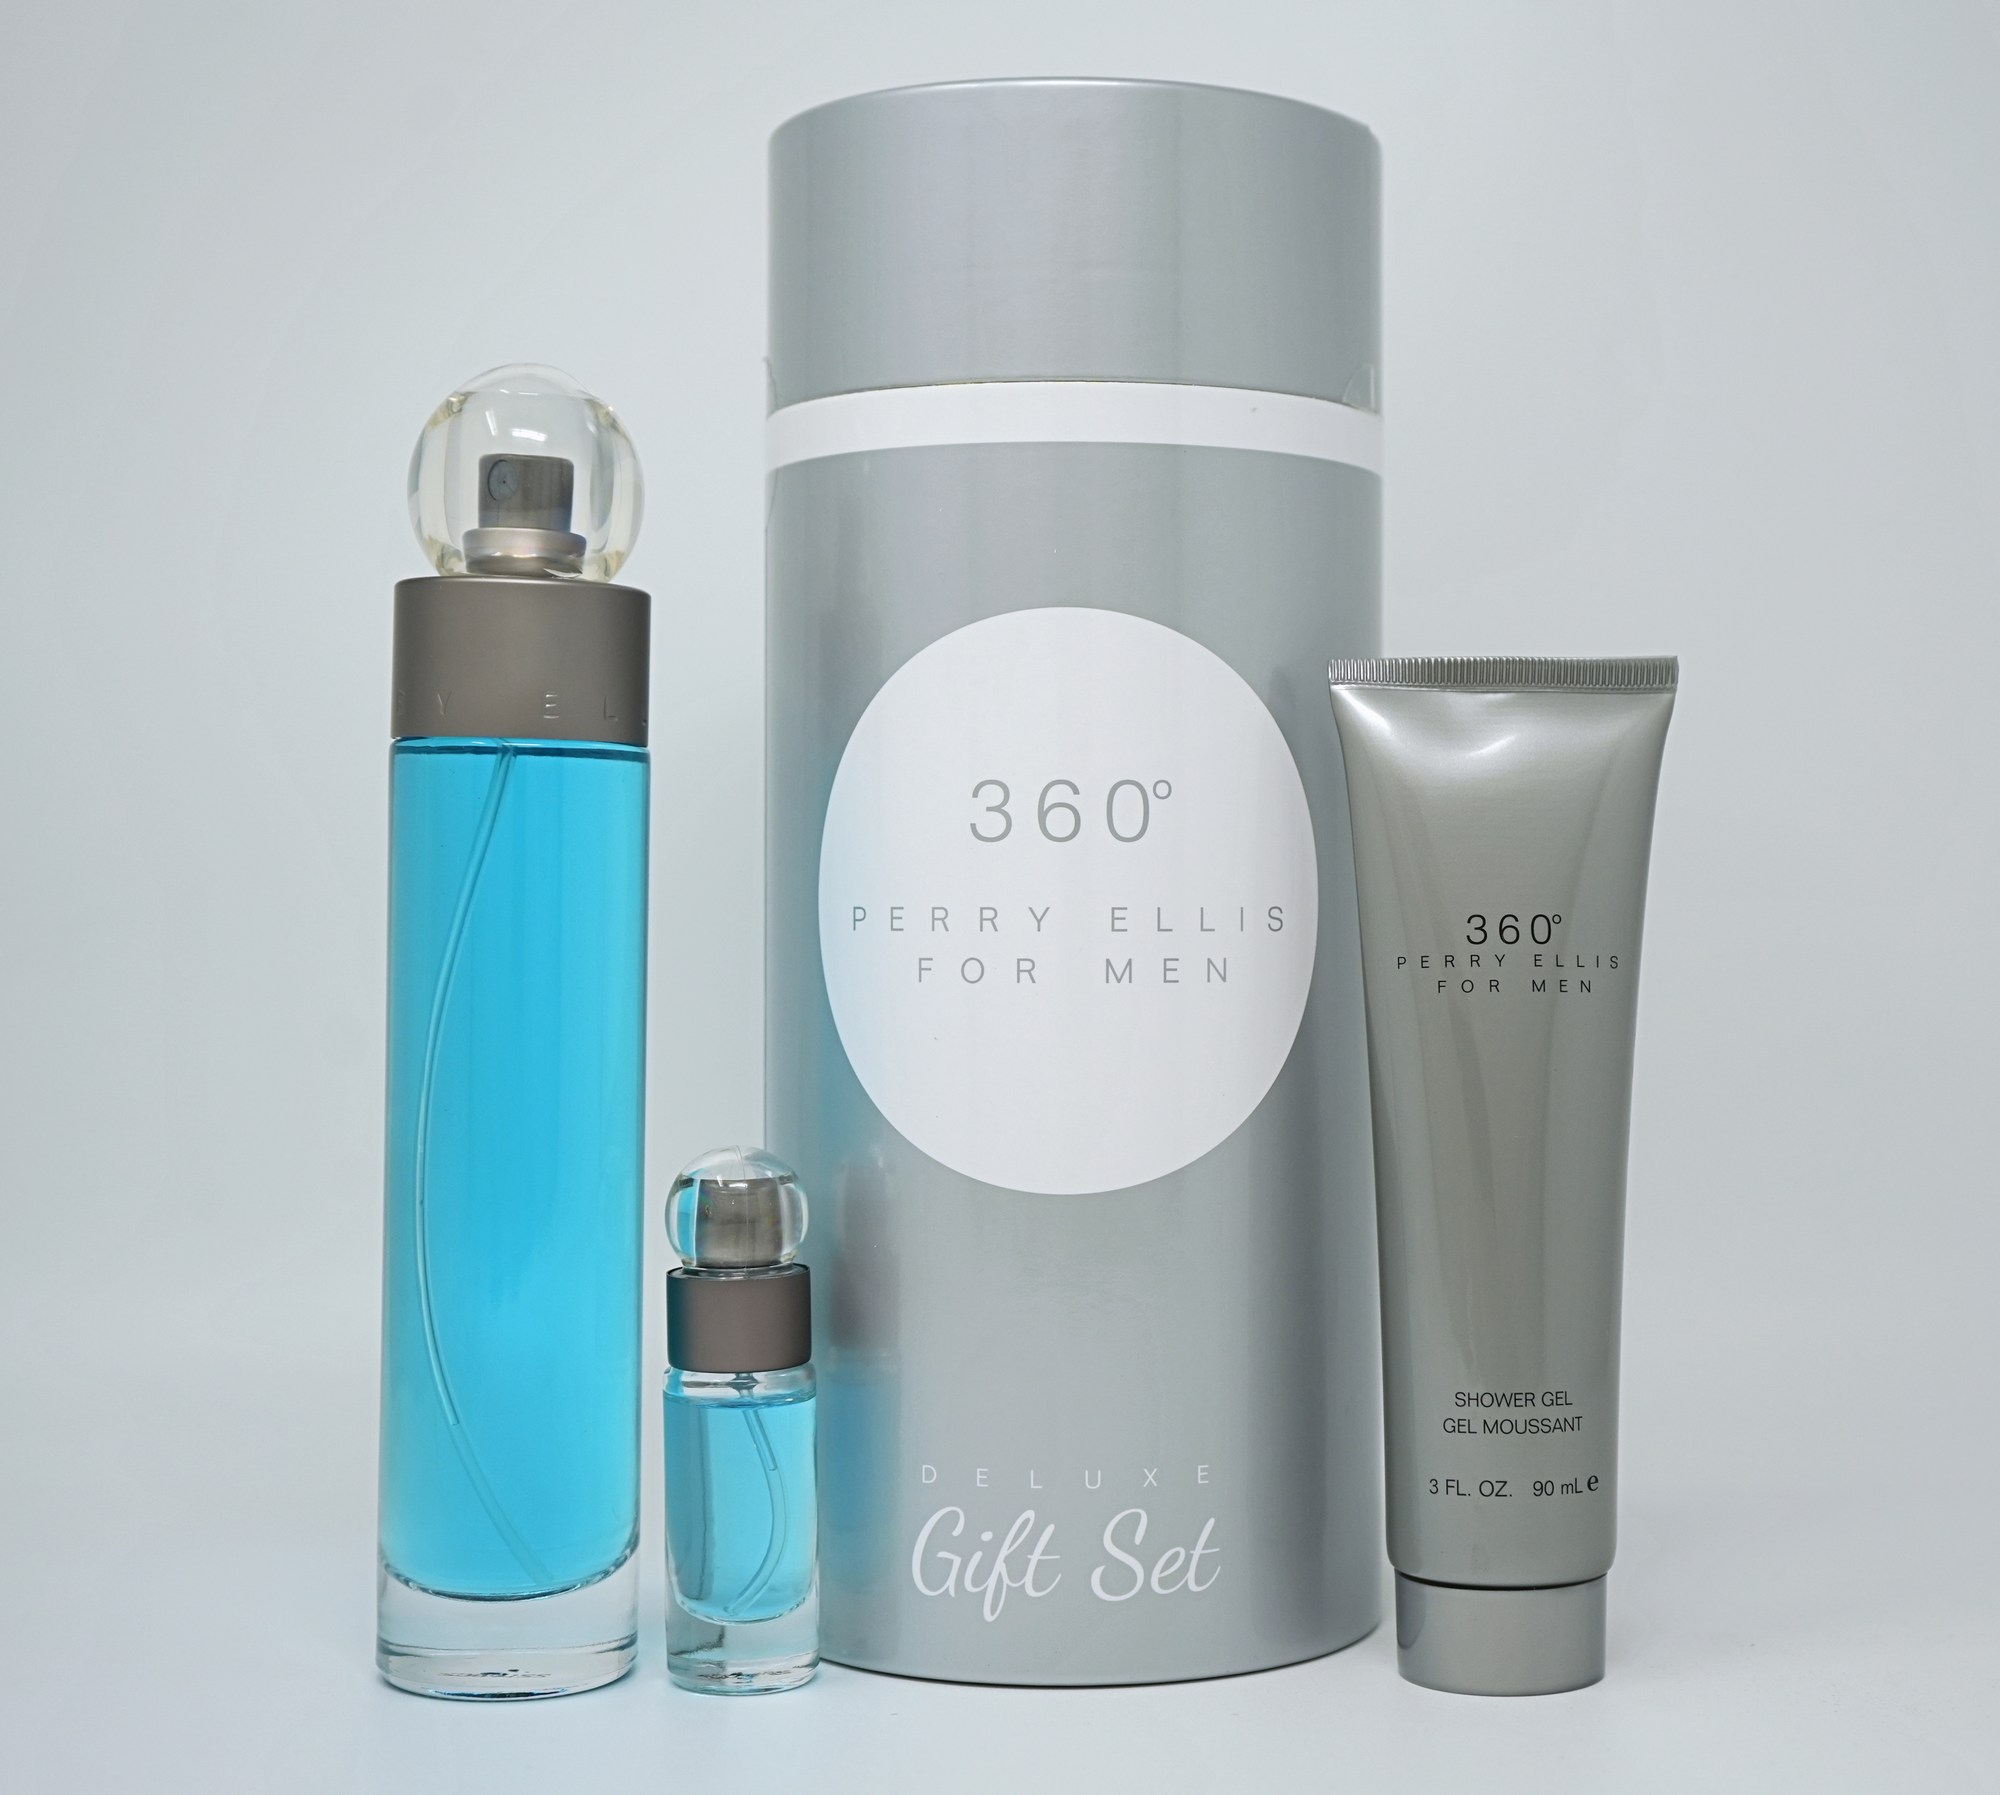 360°
PERRY ELLIS
FOR MEN
DELUXE
Gift Set
360°
PERRY ELLIS
FOR MEN
SHOWER GEL
GEL MOUSSANT
3 FL. OZ. 90 mL e